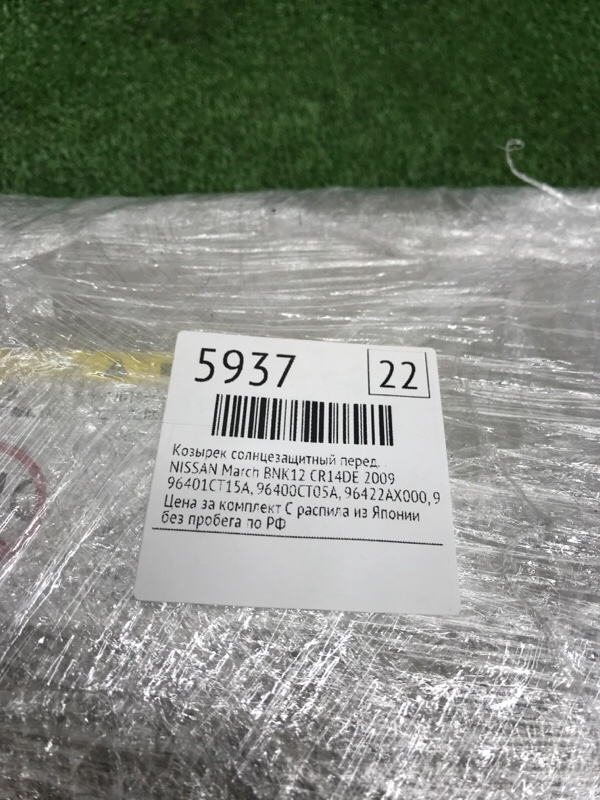 5937 22
Козырек солнцезащитный перед.
NISSAN March BNK12 CR14DE 2009
96401CT15A, 96400CT05A, 96422AX000, 9
Цена за комплект С распила из Японии
без пробега по РФ